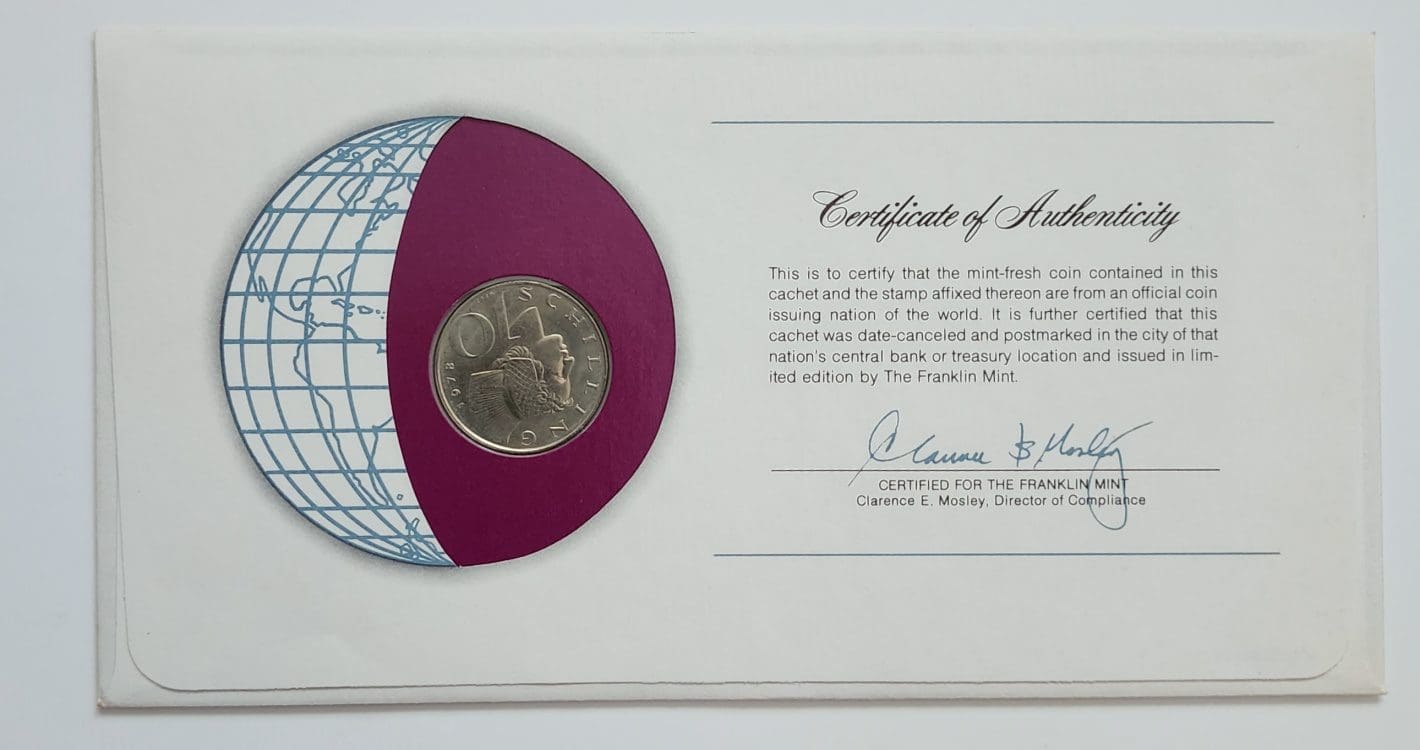 SCHILLING
10
1978
Certificate of Authenticity
This is to certify that the mint-fresh coin contained in this
cachet and the stamp affixed thereon are from an official coin
issuing nation of the world. It is further certified that this
cachet was date-canceled and postmarked in the city of that
nation's central bank or treasury location and issued in lim-
ited edition by The Franklin Mint.
Clarence E Mosley
CERTIFIED FOR THE FRANKLIN MINT
Clarence E. Mosley, Director of Compliance